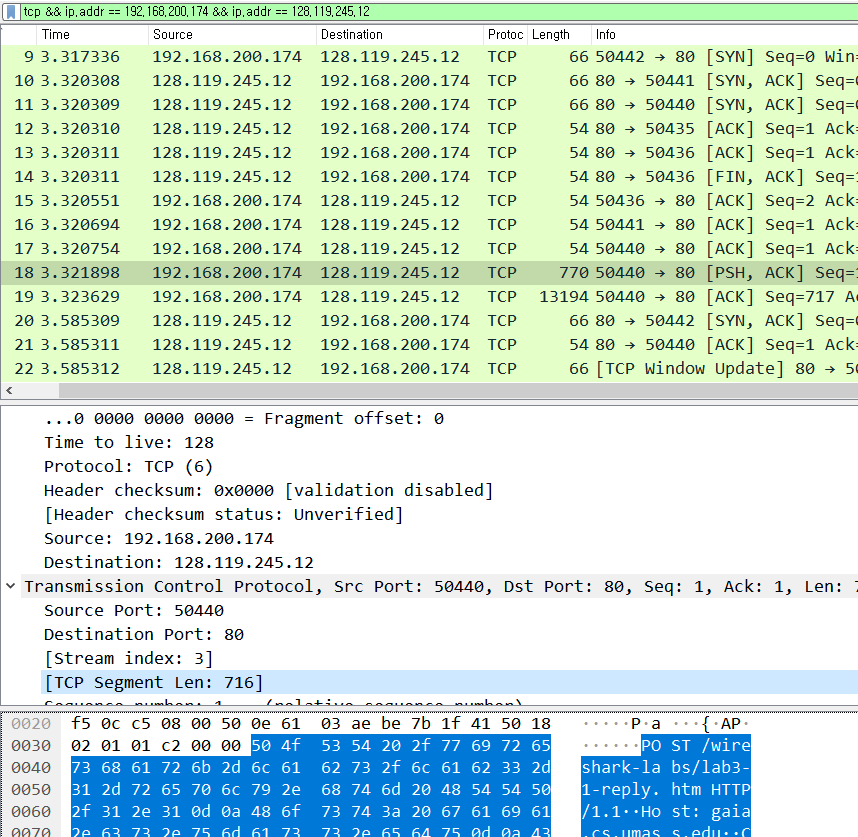 tcp && ip,addr == 192,168,200,174 && ip,addr == 128,119,245,12
Time Source Destination Protoc Length Info
9 3.317336 192.168.200.174 128.119.245.12 TCP 66 50442 → 80 [SYN] Seq=0 Win=
10 3.320308 128.119.245.12 192.168.200.174 TCP 66 80 → 50441 [SYN, ACK] Seq=0
11 3.320309 128.119.245.12 192.168.200.174 TCP 66 80 → 50440 [SYN, ACK] Seq=0
12 3.320310 128.119.245.12 192.168.200.174 TCP 54 80 → 50435 [ACK] Seq=1 Ack=
13 3.320311 128.119.245.12 192.168.200.174 TCP 54 80 → 50436 [ACK] Seq=1 Ack=
14 3.320311 128.119.245.12 192.168.200.174 TCP 54 80 → 50436 [FIN, ACK] Seq=1
15 3.320551 192.168.200.174 128.119.245.12 TCP 54 50436 → 80 [ACK] Seq=2 Ack=
16 3.320694 192.168.200.174 128.119.245.12 TCP 54 50441 → 80 [ACK] Seq=1 Ack=
17 3.320754 192.168.200.174 128.119.245.12 TCP 54 50440 → 80 [ACK] Seq=1 Ack=
18 3.321898 192.168.200.174 128.119.245.12 TCP 770 50440 → 80 [PSH, ACK] Seq=1
19 3.323629 192.168.200.174 128.119.245.12 TCP 13194 50440 → 80 [ACK] Seq=717 Ac
20 3.585309 128.119.245.12 192.168.200.174 TCP 66 80 → 50442 [SYN, ACK] Seq=0
21 3.585311 128.119.245.12 192.168.200.174 TCP 54 80 → 50440 [ACK] Seq=1 Ack=
22 3.585312 128.119.245.12 192.168.200.174 TCP 66 [TCP Window Update] 80 → 50
...0 0000 0000 0000 = Fragment offset: 0
Time to live: 128
Protocol: TCP (6)
Header checksum: 0x0000 [validation disabled]
[Header checksum status: Unverified]
Source: 192.168.200.174
Destination: 128.119.245.12
Transmission Control Protocol, Src Port: 50440, Dst Port: 80, Seq: 1, Ack: 1, Len: 7
Source Port: 50440
Destination Port: 80
[Stream index: 3]
[TCP Segment Len: 716]
Sequence number: 1 (relative sequence number)
0020 f5 0c c5 08 00 50 0e 61 03 ae be 7b 1f 41 50 18 ·····P·a ···{·AP·
0030 02 01 01 c2 00 00 50 4f 53 54 20 2f 77 69 72 65 ······PO ST /wire
0040 73 68 61 72 6b 2d 6c 61 62 73 2f 6c 61 62 33 2d shark-la bs/lab3-
0050 31 2d 72 65 70 6c 79 2e 68 74 6d 20 48 54 54 50 1-reply. htm HTTP
0060 2f 31 2e 31 0d 0a 48 6f 73 74 3a 20 67 61 69 61 /1.1··Ho st: gaia
0070 2e 63 73 2e 75 6d 61 73 73 2e 65 64 75 0d 0a 43 .cs.umas s.edu··C